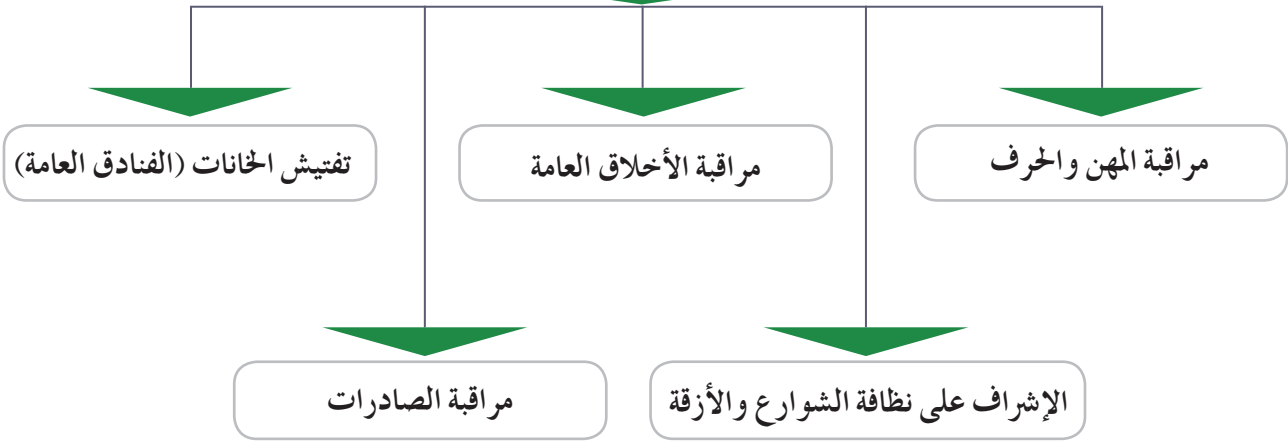 مراقبة المهن والحرف
مراقبة الأخلاق العامة
تفتيش الخانات (الفنادق العامة)
الإشراف على نظافة الشوارع والأزقة
مراقبة الصادرات